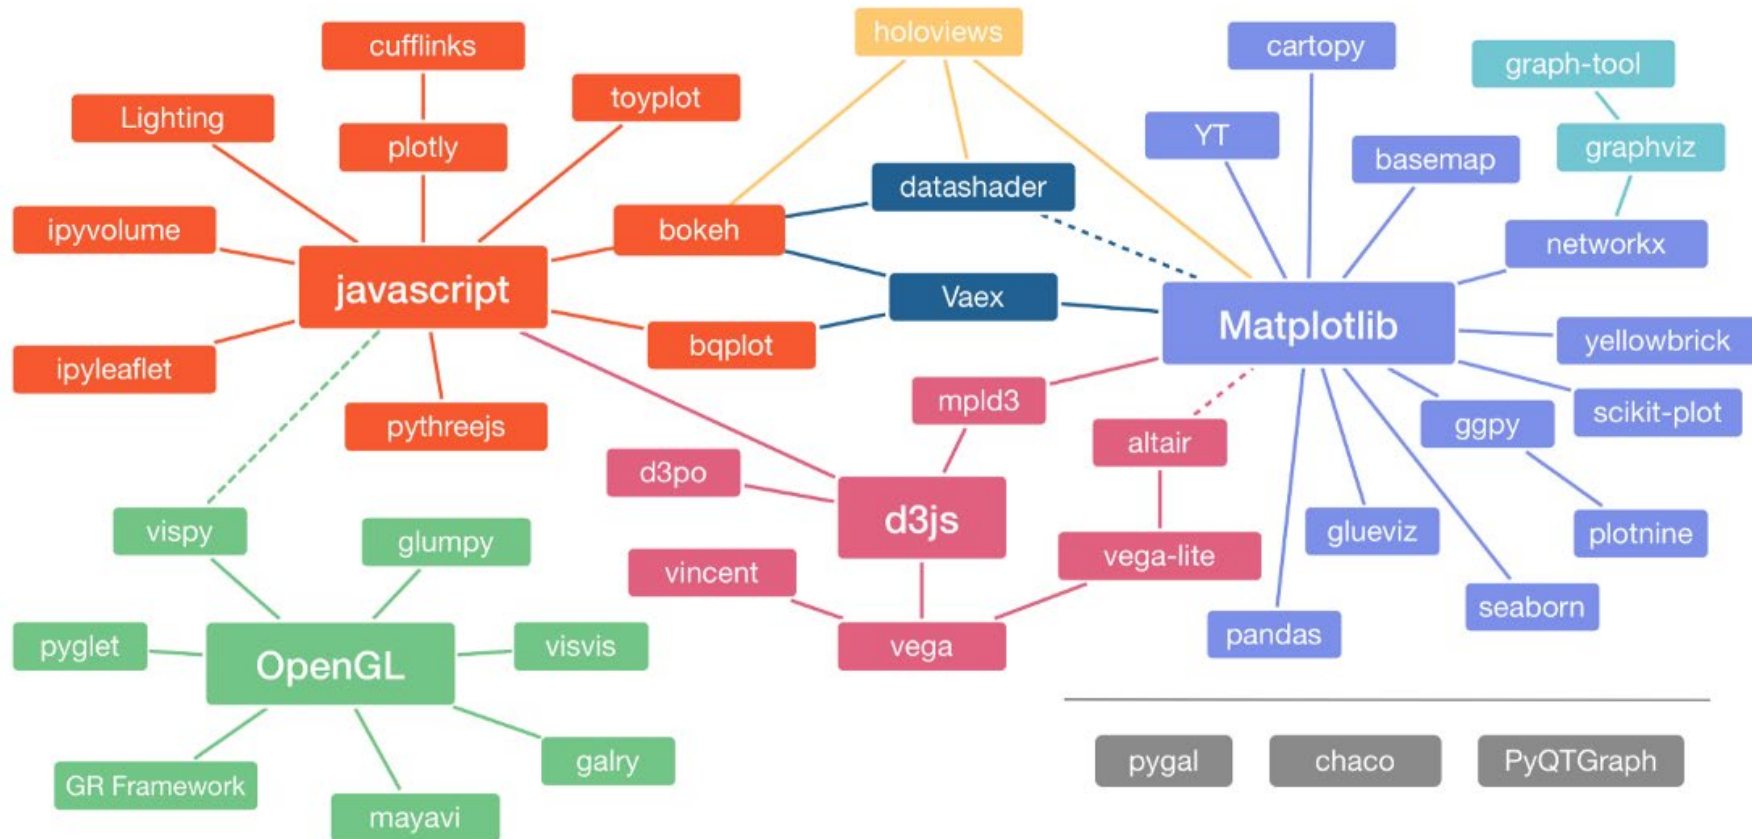 cufflinks
holoviews
cartopy
graph-tool
Lighting
toyplot
plotly
YT
basemap
graphviz
datashader
ipyvolume
bokeh
networkx
javascript
Vaex
Matplotlib
yellowbrick
ipyleaflet
bqplot
mpld3
scikit-plot
pythreejs
ggpy
altair
d3po
d3js
vispy
glumpy
glueviz
plotnine
vincent
vega-lite
seaborn
pyglet
OpenGL
visvis
vega
pandas
GR Framework
galry
mayavi
pygal
chaco
PyQTGraph